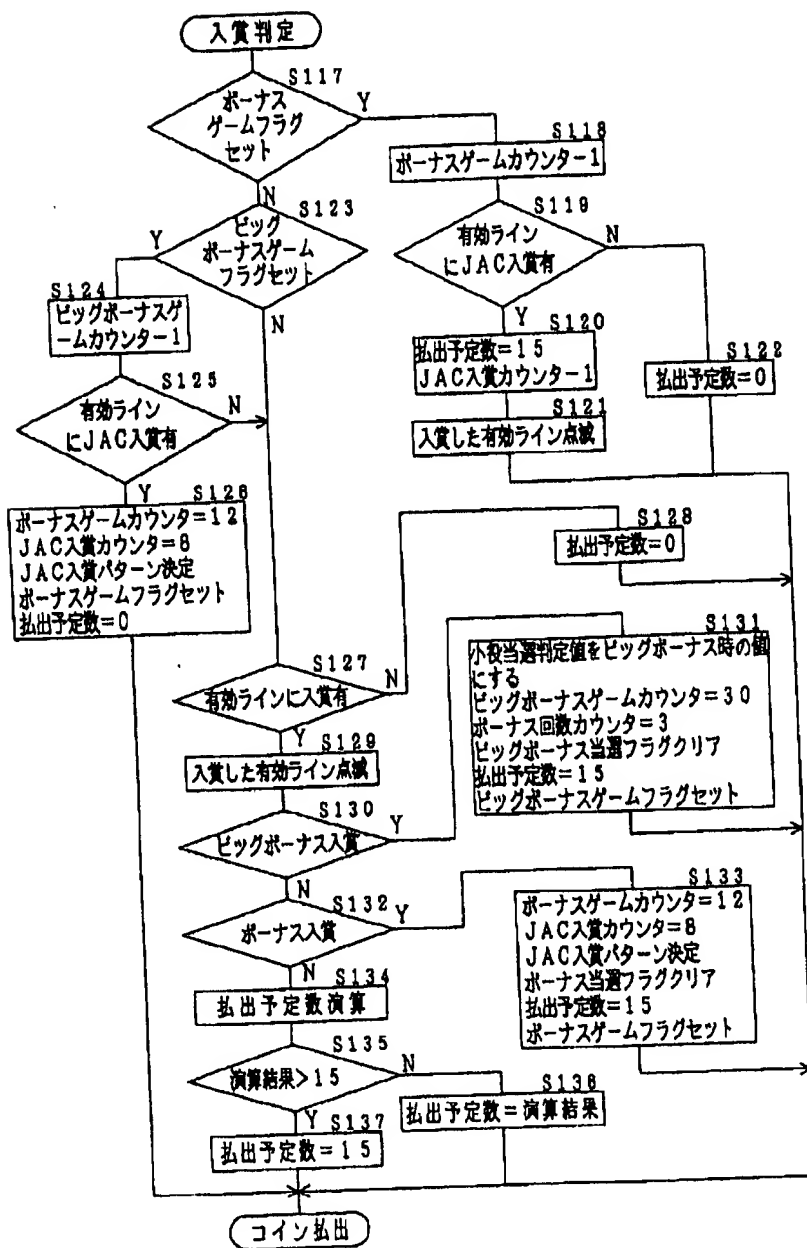 入賞判定
S117
ボーナス
ゲームフラグ
セット
Y
N
S118
ボーナスゲームカウンタ-1
S119
有効ライン
にJAC入賞有
N
Y
S120
払出予定数=15
JAC入賞カウンタ-1
S121
入賞した有効ライン点滅
S122
払出予定数=0
S123
ビッグ
ボーナスゲーム
フラグセット
Y
N
S124
ビッグボーナスゲ
ームカウンタ-1
S125
有効ライン
にJAC入賞有
N
Y
S126
ボーナスゲームカウンタ=12
JAC入賞カウンタ=8
JAC入賞パターン決定
ボーナスゲームフラグセット
払出予定数=0
S127
有効ラインに入賞有
N
Y
S128
払出予定数=0
S129
入賞した有効ライン点滅
S130
ビッグボーナス入賞
Y
N
S131
小役当選判定値をビッグボーナス時の値
にする
ビッグボーナスゲームカウンタ=30
ボーナス回数カウンタ=3
ビッグボーナス当選フラグクリア
払出予定数=15
ビッグボーナスゲームフラグセット
S132
ボーナス入賞
Y
N
S133
ボーナスゲームカウンタ=12
JAC入賞カウンタ=8
JAC入賞パターン決定
ボーナス当選フラグクリア
払出予定数=15
ボーナスゲームフラグセット
S134
払出予定数演算
S135
演算結果>15
N
Y
S136
払出予定数=演算結果
S137
払出予定数=15
コイン払出